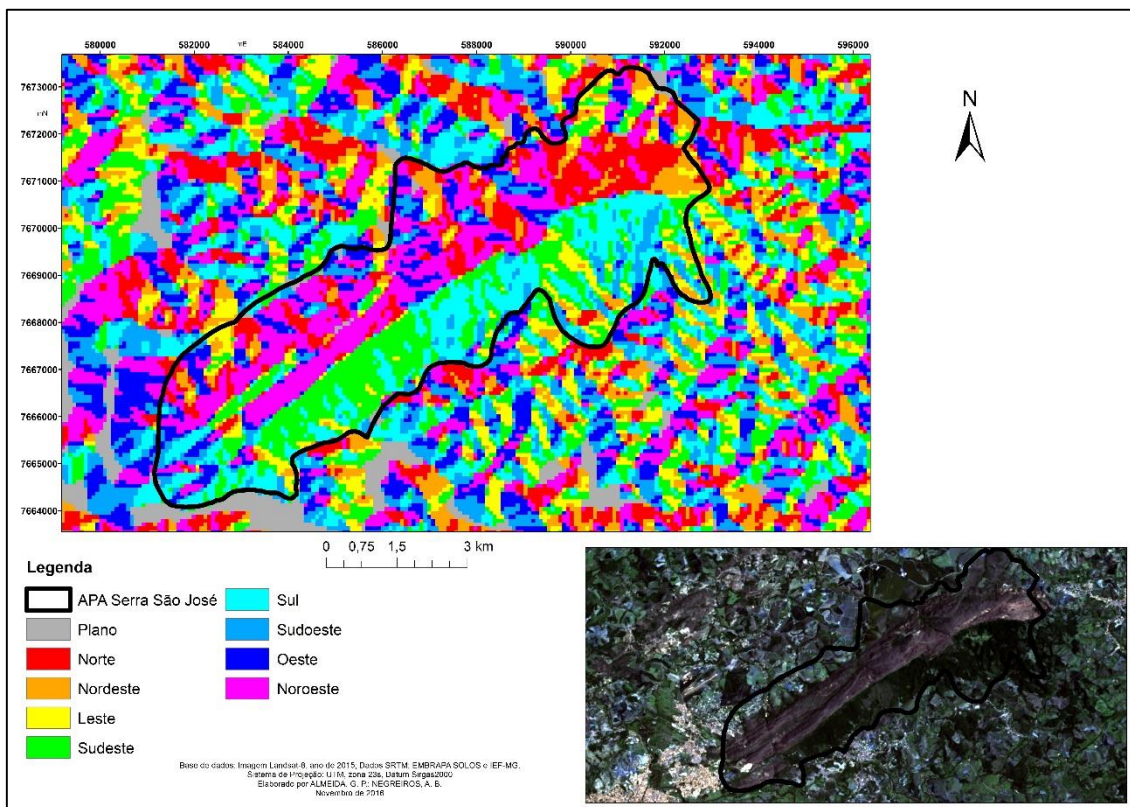 580000 582000 mE 584000 586000 588000 590000 592000 594000 596000
7673000
mN
7672000
7671000
7670000
7669000
7668000
7667000
7666000
7665000
7664000
N
0 0,75 1,5 3 km
Legenda
APA Serra São José
Plano
Norte
Nordeste
Leste
Sudeste
Sul
Sudoeste
Oeste
Noroeste
Base de dados: Imagem Landsat-8, ano de 2015; Dados SRTM; EMBRAPA SOLOS e IEF-MG.
Sistema de Projeção: UTM, zona 23s, Datum Sirgas2000
Elaborado por ALMEIDA, G. P.; NEGREIROS, A. B.
Novembro de 2016